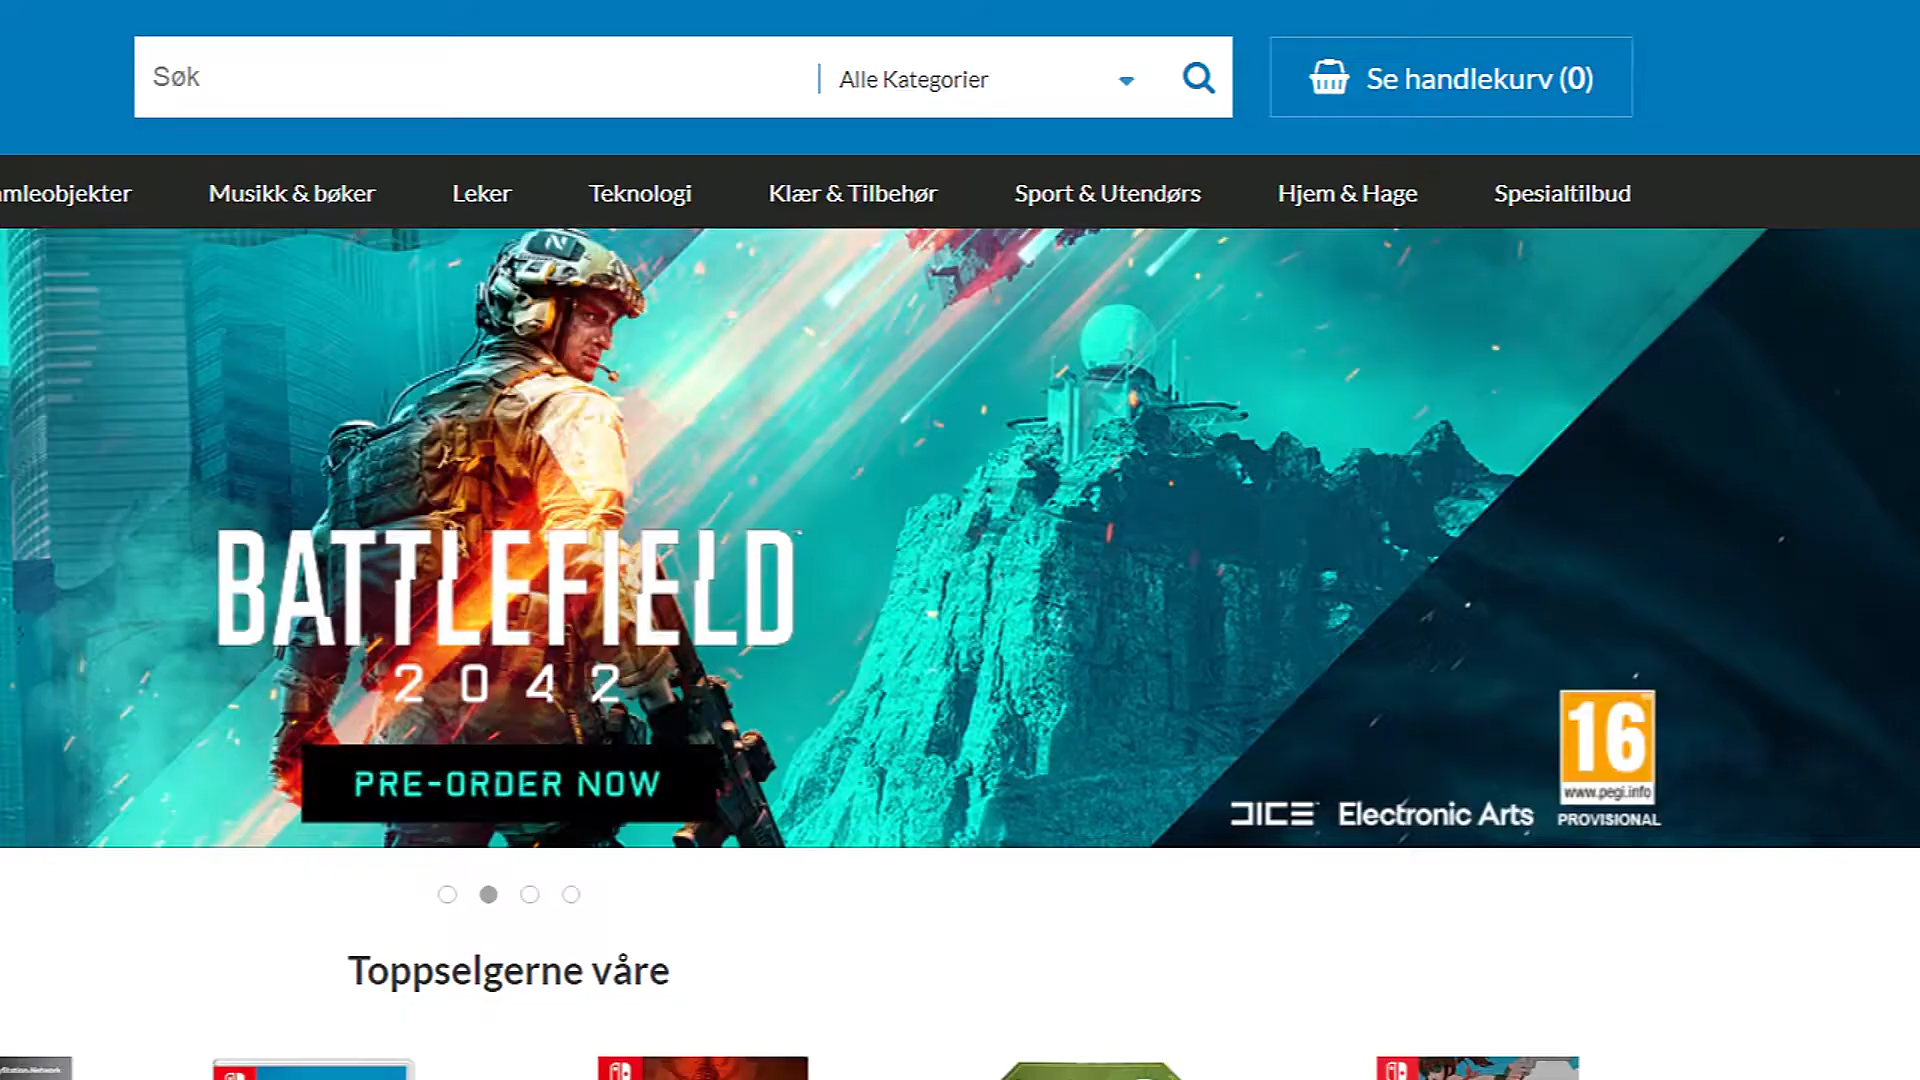 Søk
Alle Kategorier
Se handlekurv (0)
amleobjekter
Musikk & bøker
Leker
Teknologi
Klær & Tilbehør
Sport & Utendørs
Hjem & Hage
Spesialtilbud
BATTLEFIELD
2042
PRE-ORDER NOW
DICE
Electronic Arts
16
www.pegi.info
PROVISIONAL
Toppselgerne våre